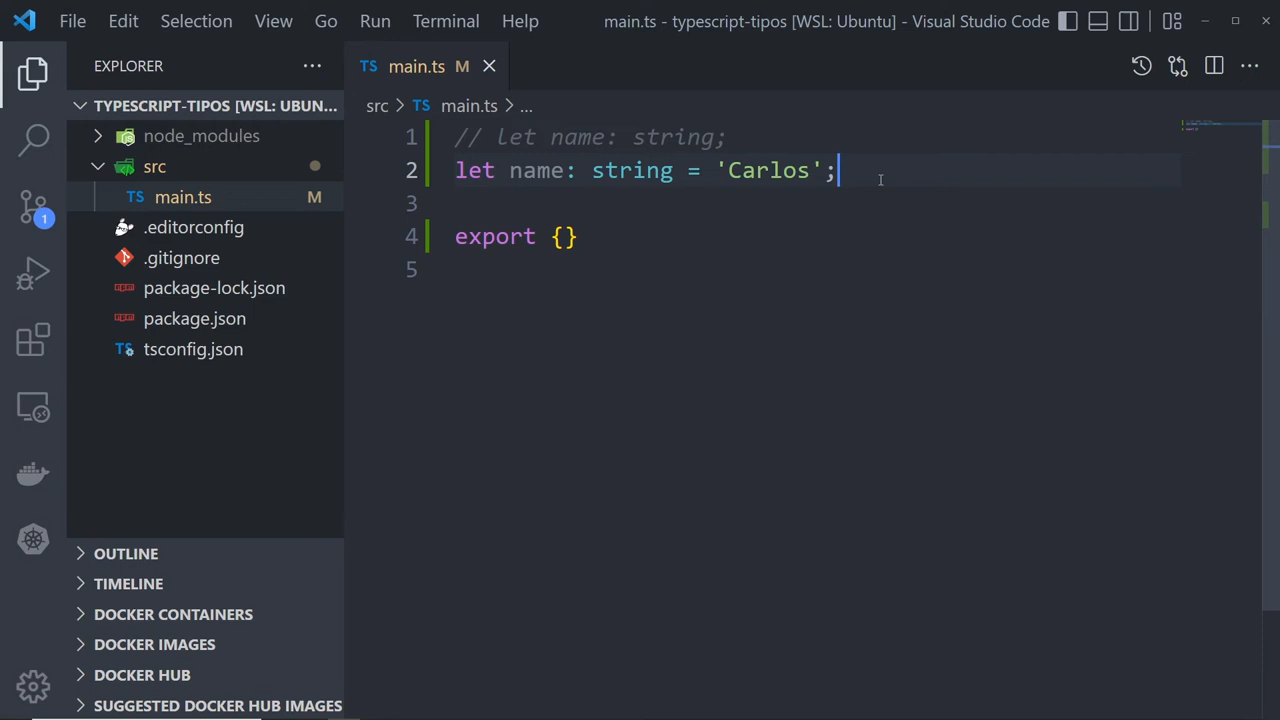 File Edit Selection View Go Run Terminal Help main.ts - typescript-tipos [WSL: Ubuntu] - Visual Studio Code
EXPLORER
TS main.ts M
TYPESCRIPT-TIPOS [WSL: UBUN...
src > TS main.ts > ...
node_modules
src
TS main.ts M
.editorconfig
.gitignore
package-lock.json
package.json
TS tsconfig.json
1 // let name: string;
2 let name: string = 'Carlos';
3
4 export {}
5
1
OUTLINE
TIMELINE
DOCKER CONTAINERS
DOCKER IMAGES
DOCKER HUB
SUGGESTED DOCKER HUB IMAGES